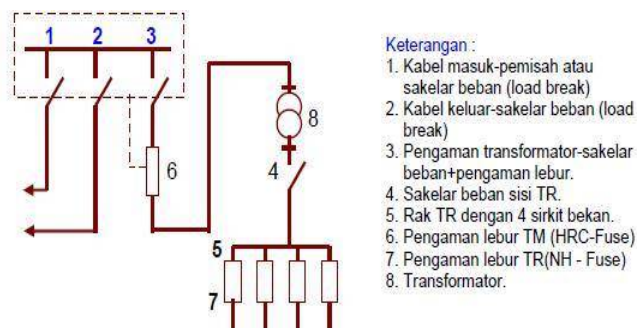 1 2 3
6
8
4
5
7
Keterangan :
1. Kabel masuk-pemisah atau
sakelar beban (load break)
2. Kabel keluar-sakelar beban (load
break)
3. Pengaman transformator-sakelar
beban+pengaman lebur.
4. Sakelar beban sisi TR.
5. Rak TR dengan 4 sirkit bekan.
6. Pengaman lebur TM (HRC-Fuse)
7. Pengaman lebur TR(NH - Fuse)
8. Transformator.